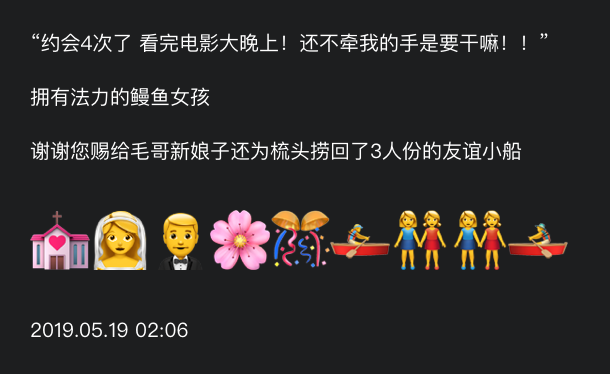 “约会4次了 看完电影大晚上！还不牵我的手是要干嘛！！”
拥有法力的鳗鱼女孩
谢谢您赐给毛哥新娘子还为梳头捞回了3人份的友谊小船
💒👰🤵🌸🎊🚣👭👭🚣
2019.05.19 02:06